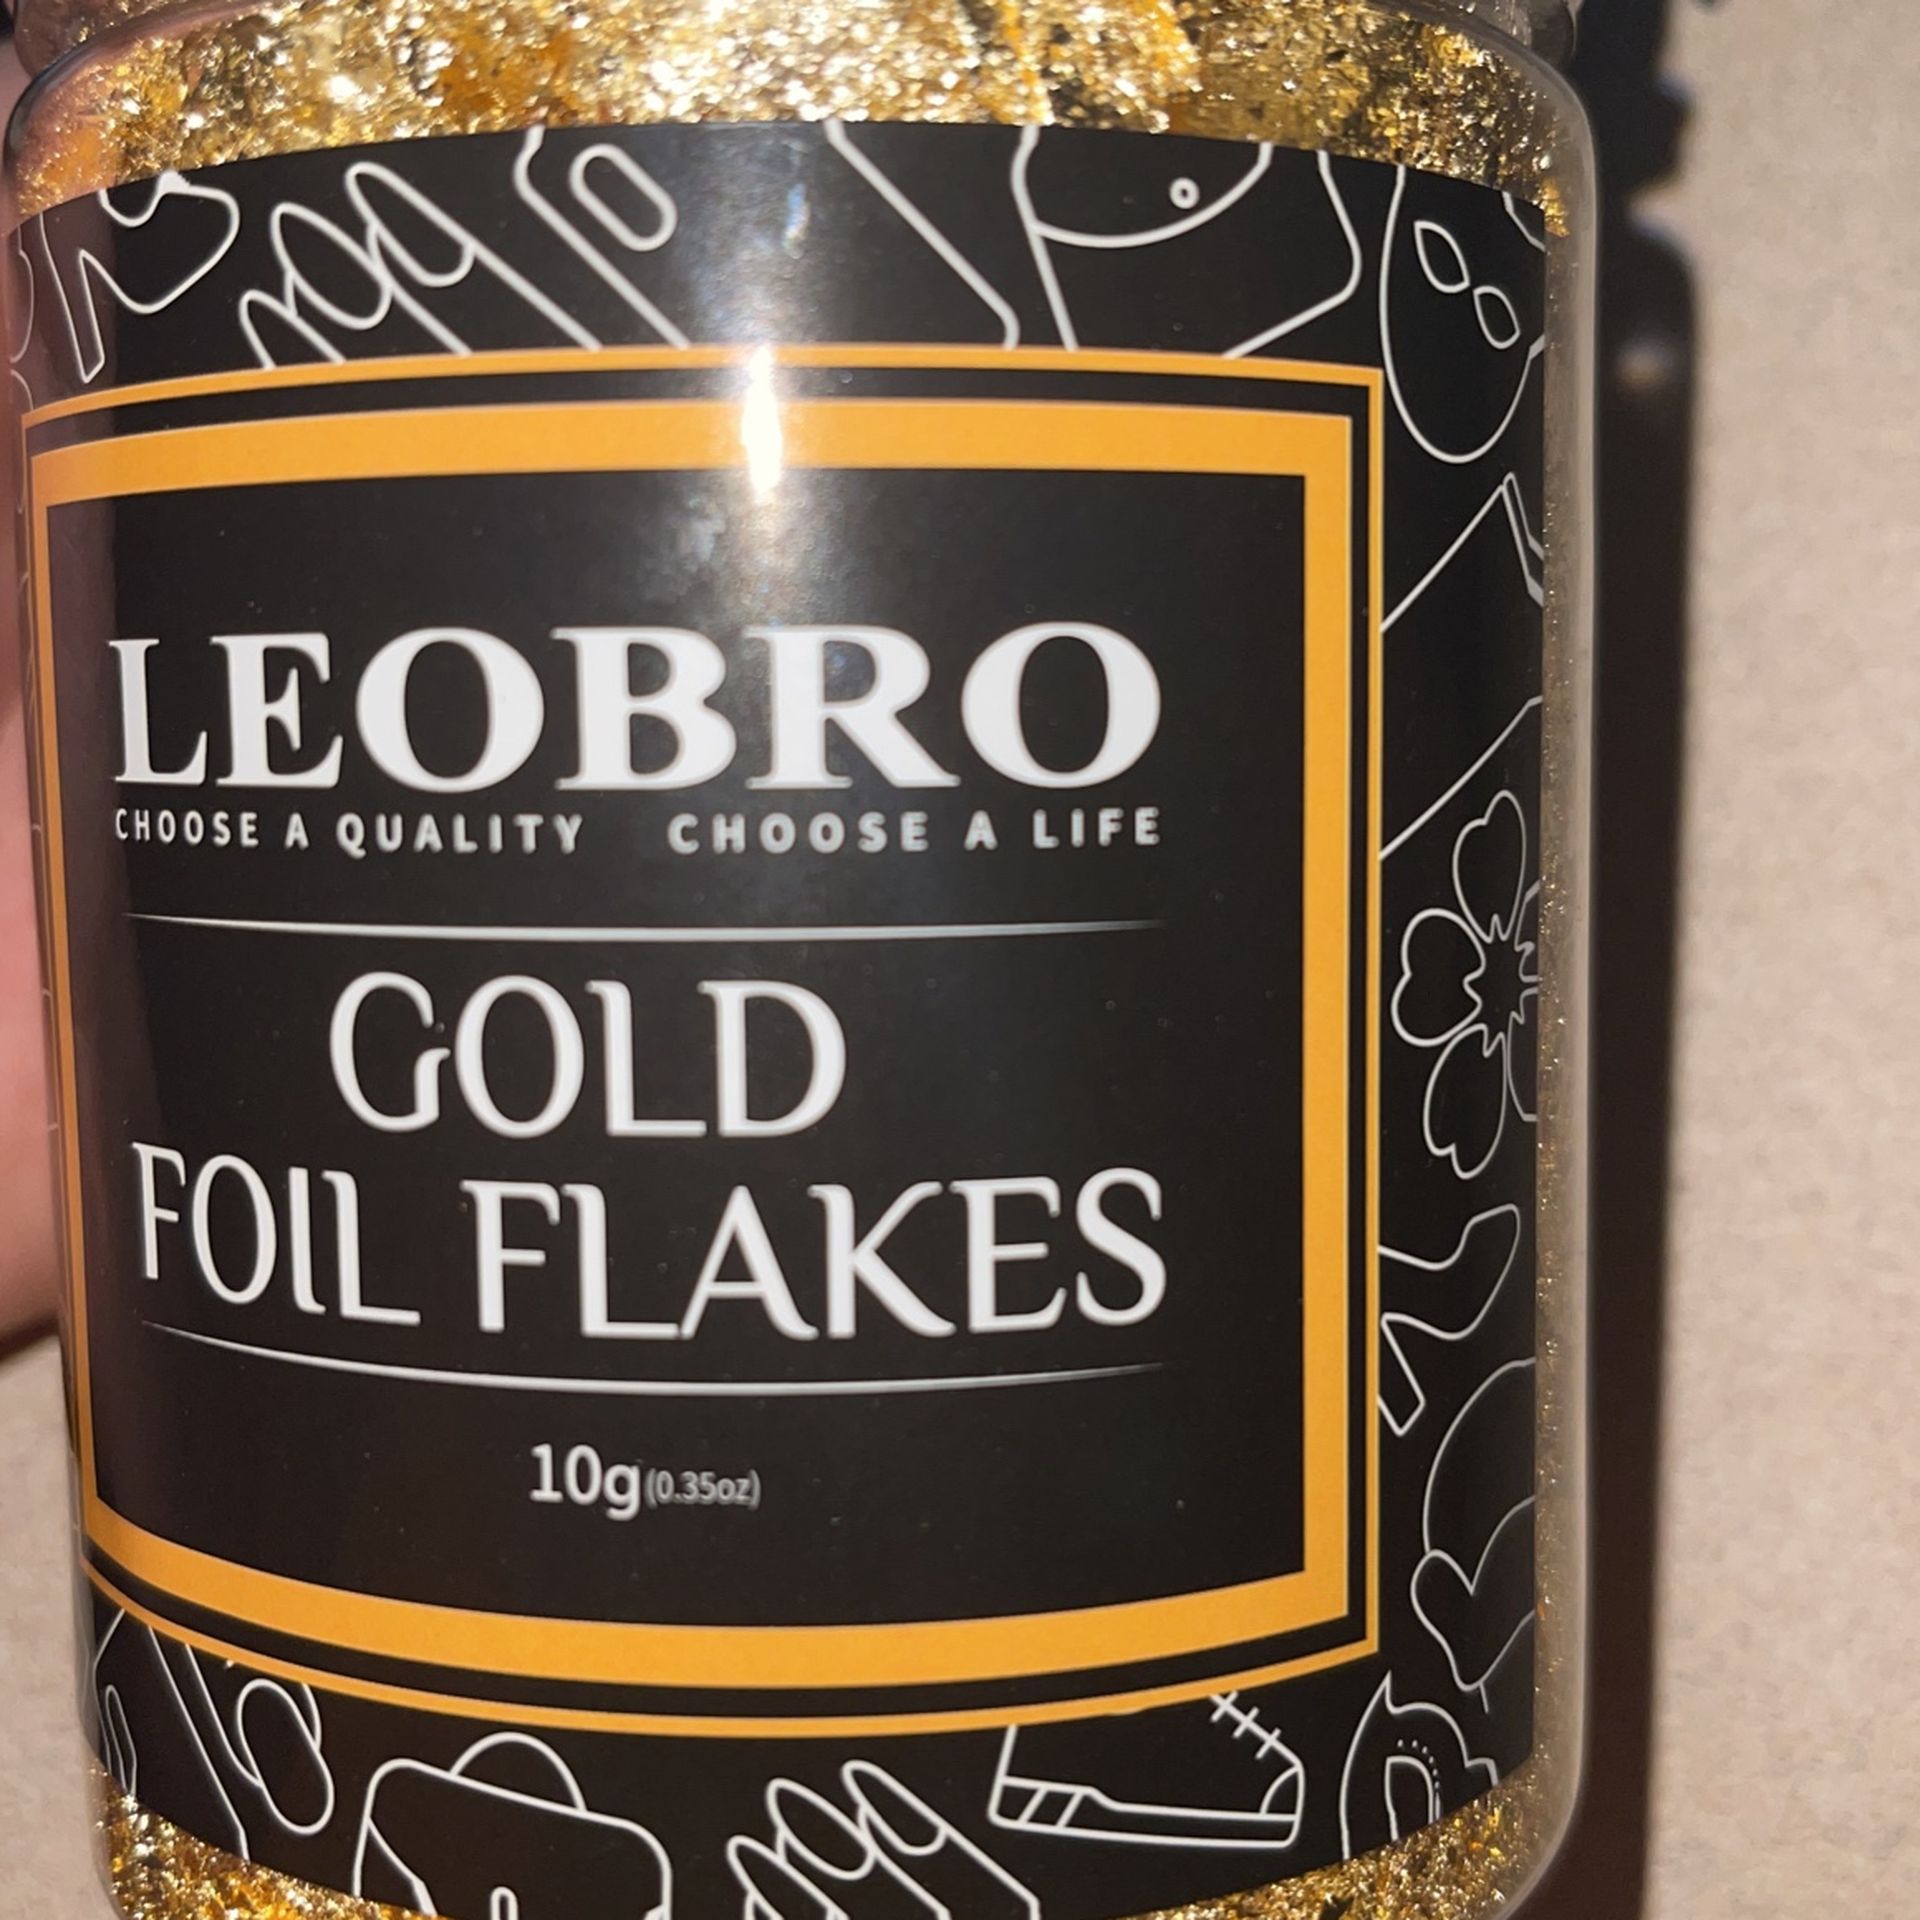 LEOBRO
CHOOSE A QUALITY CHOOSE A LIFE
GOLD
FOIL FLAKES
10g(0.35oz)